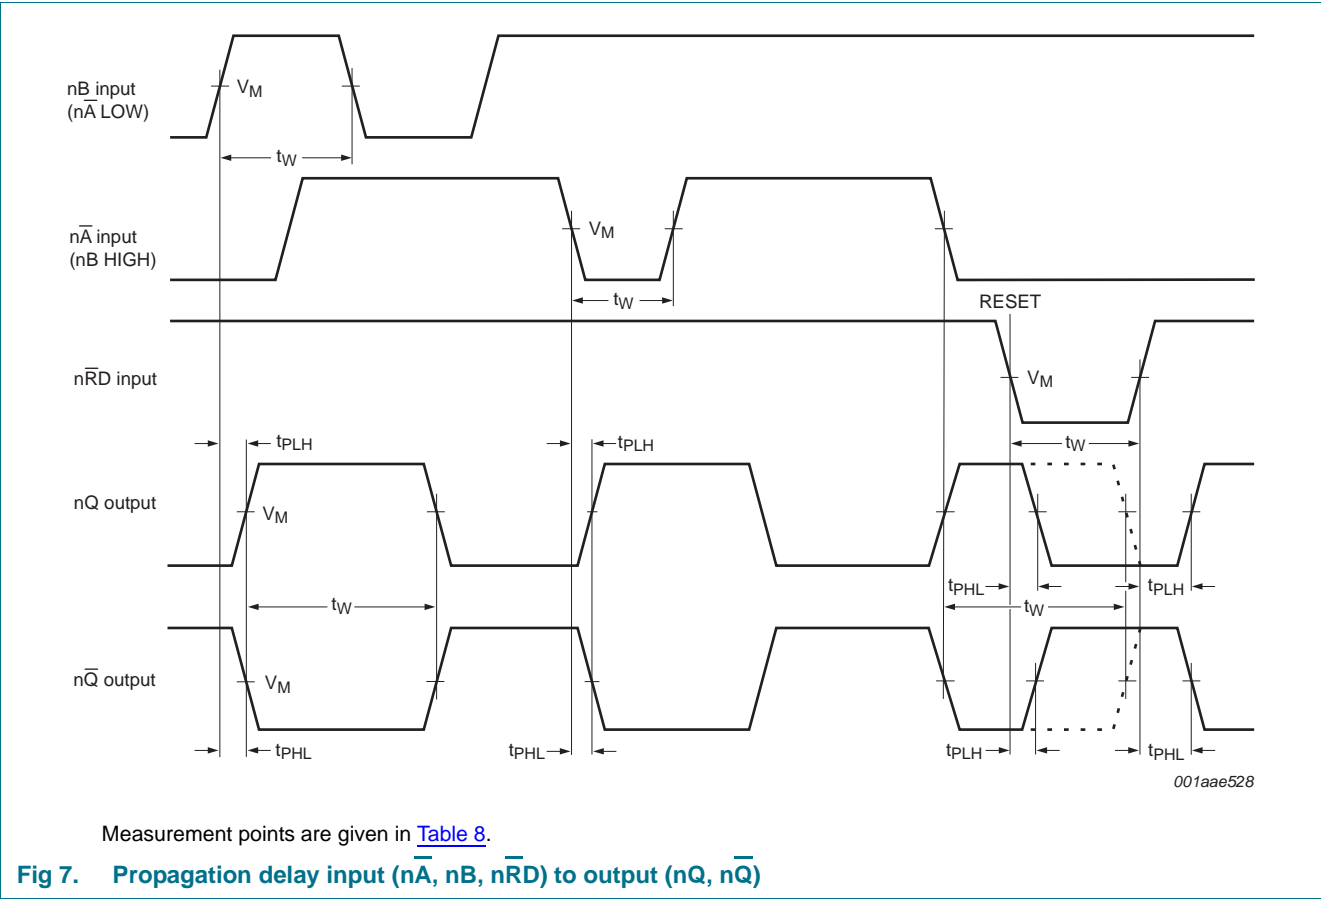 nB input
(nA̅ LOW)
VM
tW
nA̅ input
(nB HIGH)
VM
tW
RESET
nR̅D input
VM
tPLH
tPLH
tW
nQ output
VM
tPHL
tPLH
tW
tW
nQ̅ output
VM
tPHL
tPHL
tPLH
tPHL
001aae528
Measurement points are given in Table 8.
Fig 7. Propagation delay input (nA̅, nB, nR̅D) to output (nQ, nQ̅)